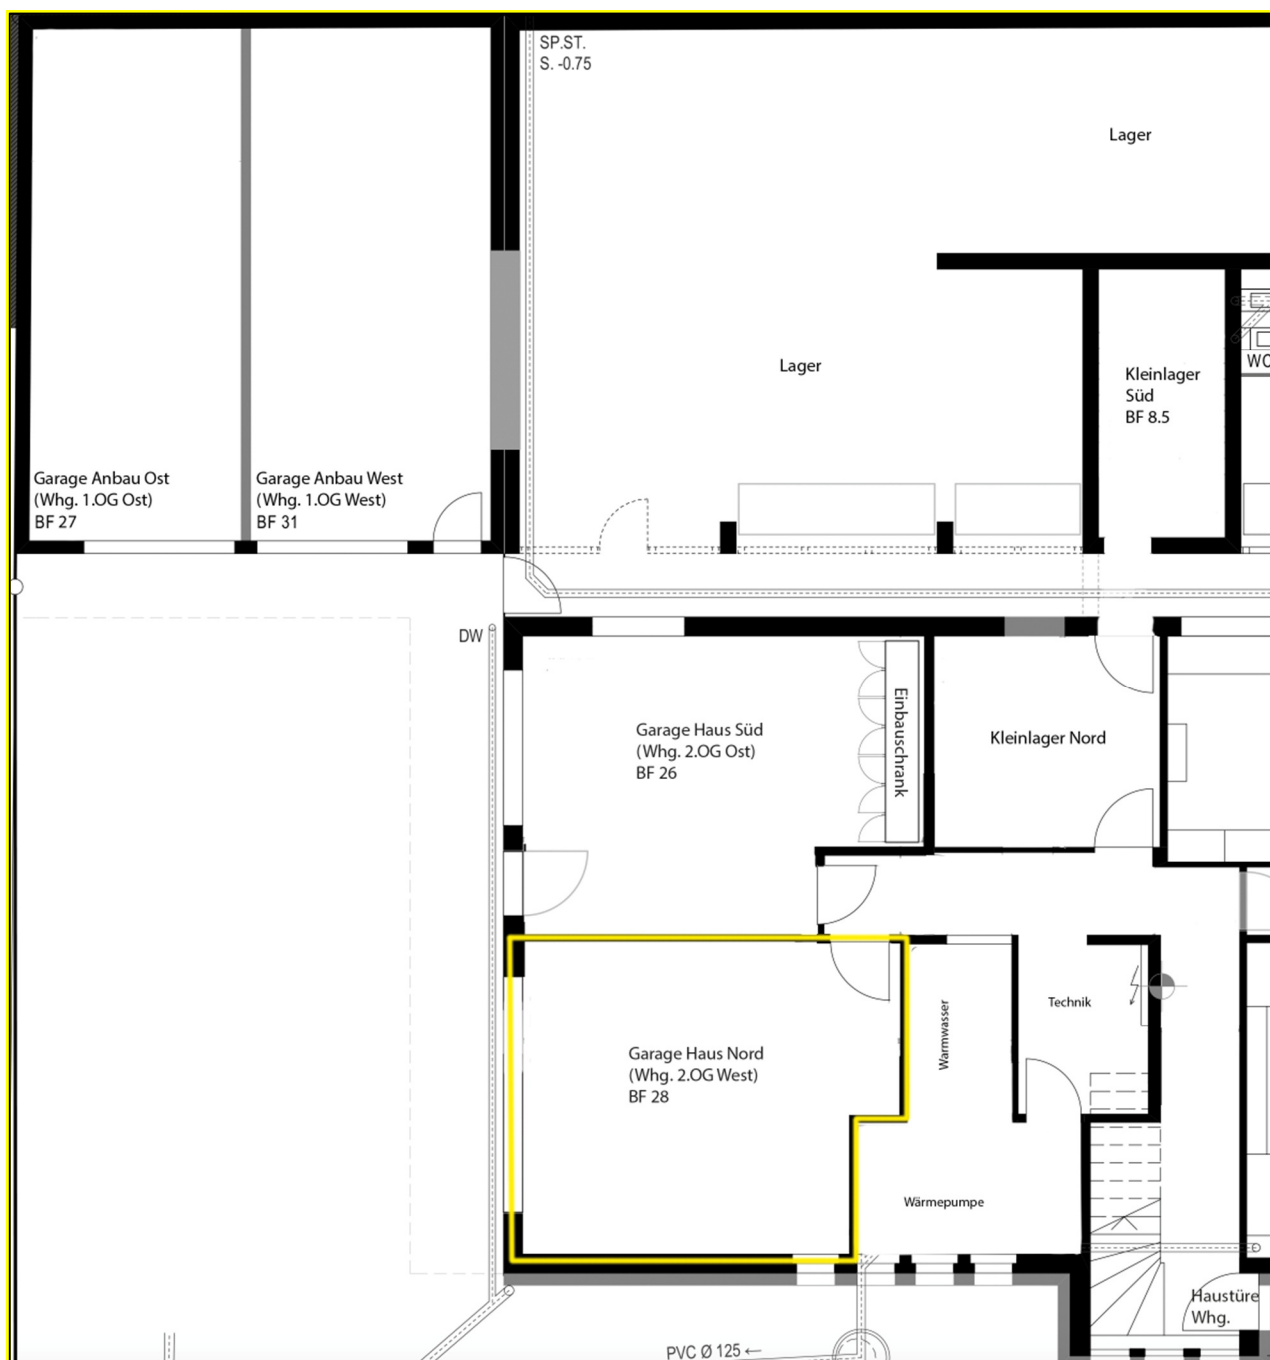 SP.ST.
S. -0.75
Lager
Lager
Kleinlager
Süd
BF 8.5
WC
Garage Anbau Ost
(Whg. 1.OG Ost)
BF 27
Garage Anbau West
(Whg. 1.OG West)
BF 31
DW
Garage Haus Süd
(Whg. 2.OG Ost)
BF 26
Einbauschrank
Kleinlager Nord
Garage Haus Nord
(Whg. 2.OG West)
BF 28
Warmwasser
Technik
Wärmepumpe
Haustüre
Whg.
PVC Ø 125 ←